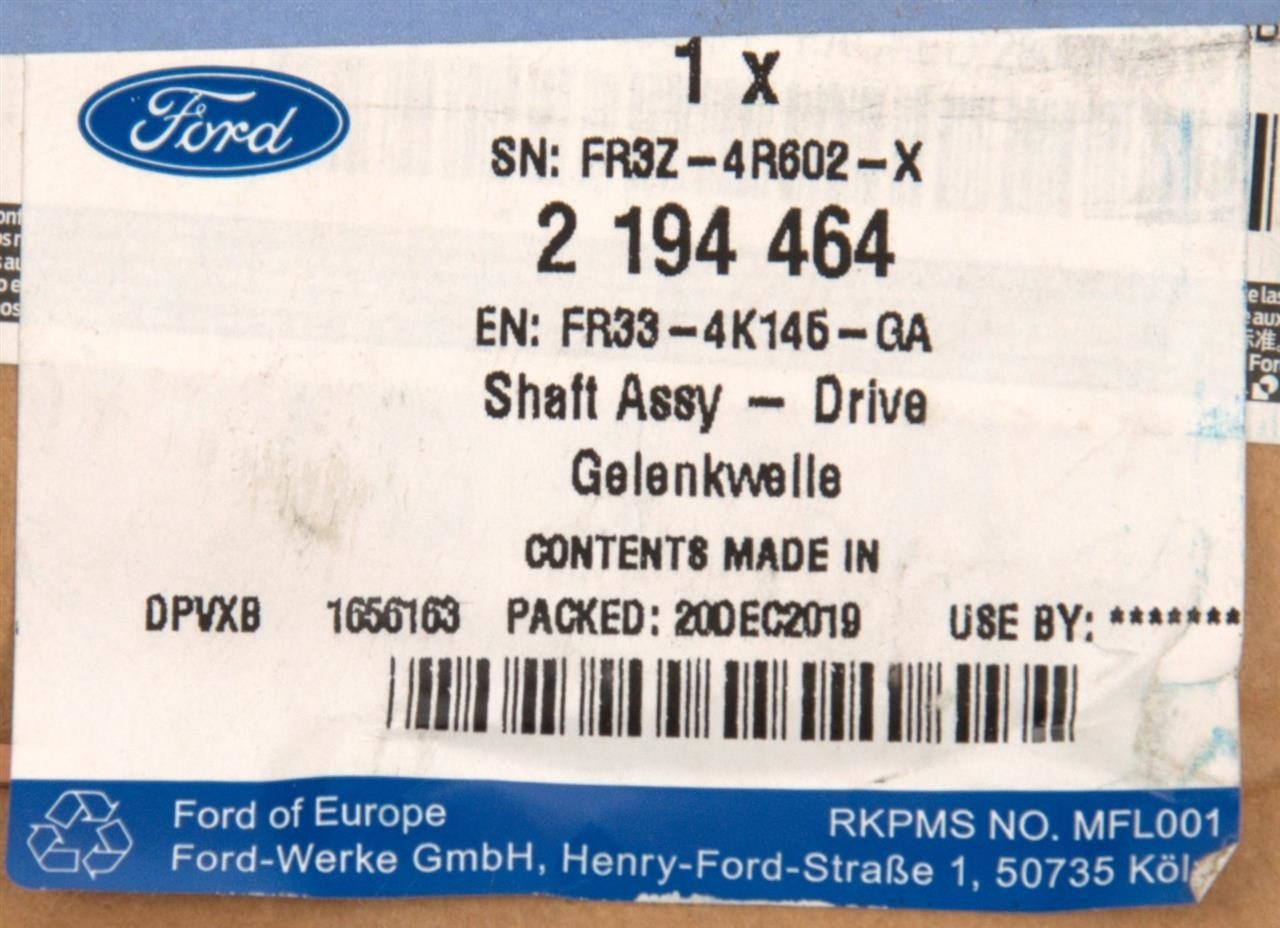 Ford
1 x
SN: FR3Z-4R602-X
2 194 464
EN: FR33-4K145-GA
Shaft Assy - Drive
Gelenkwelle
CONTENTS MADE IN
DPVXB 1656163 PACKED: 20DEC2019 USE BY: *******
Ford of Europe
RKPMS NO. MFL001
Ford-Werke GmbH, Henry-Ford-Straße 1, 50735 Köl